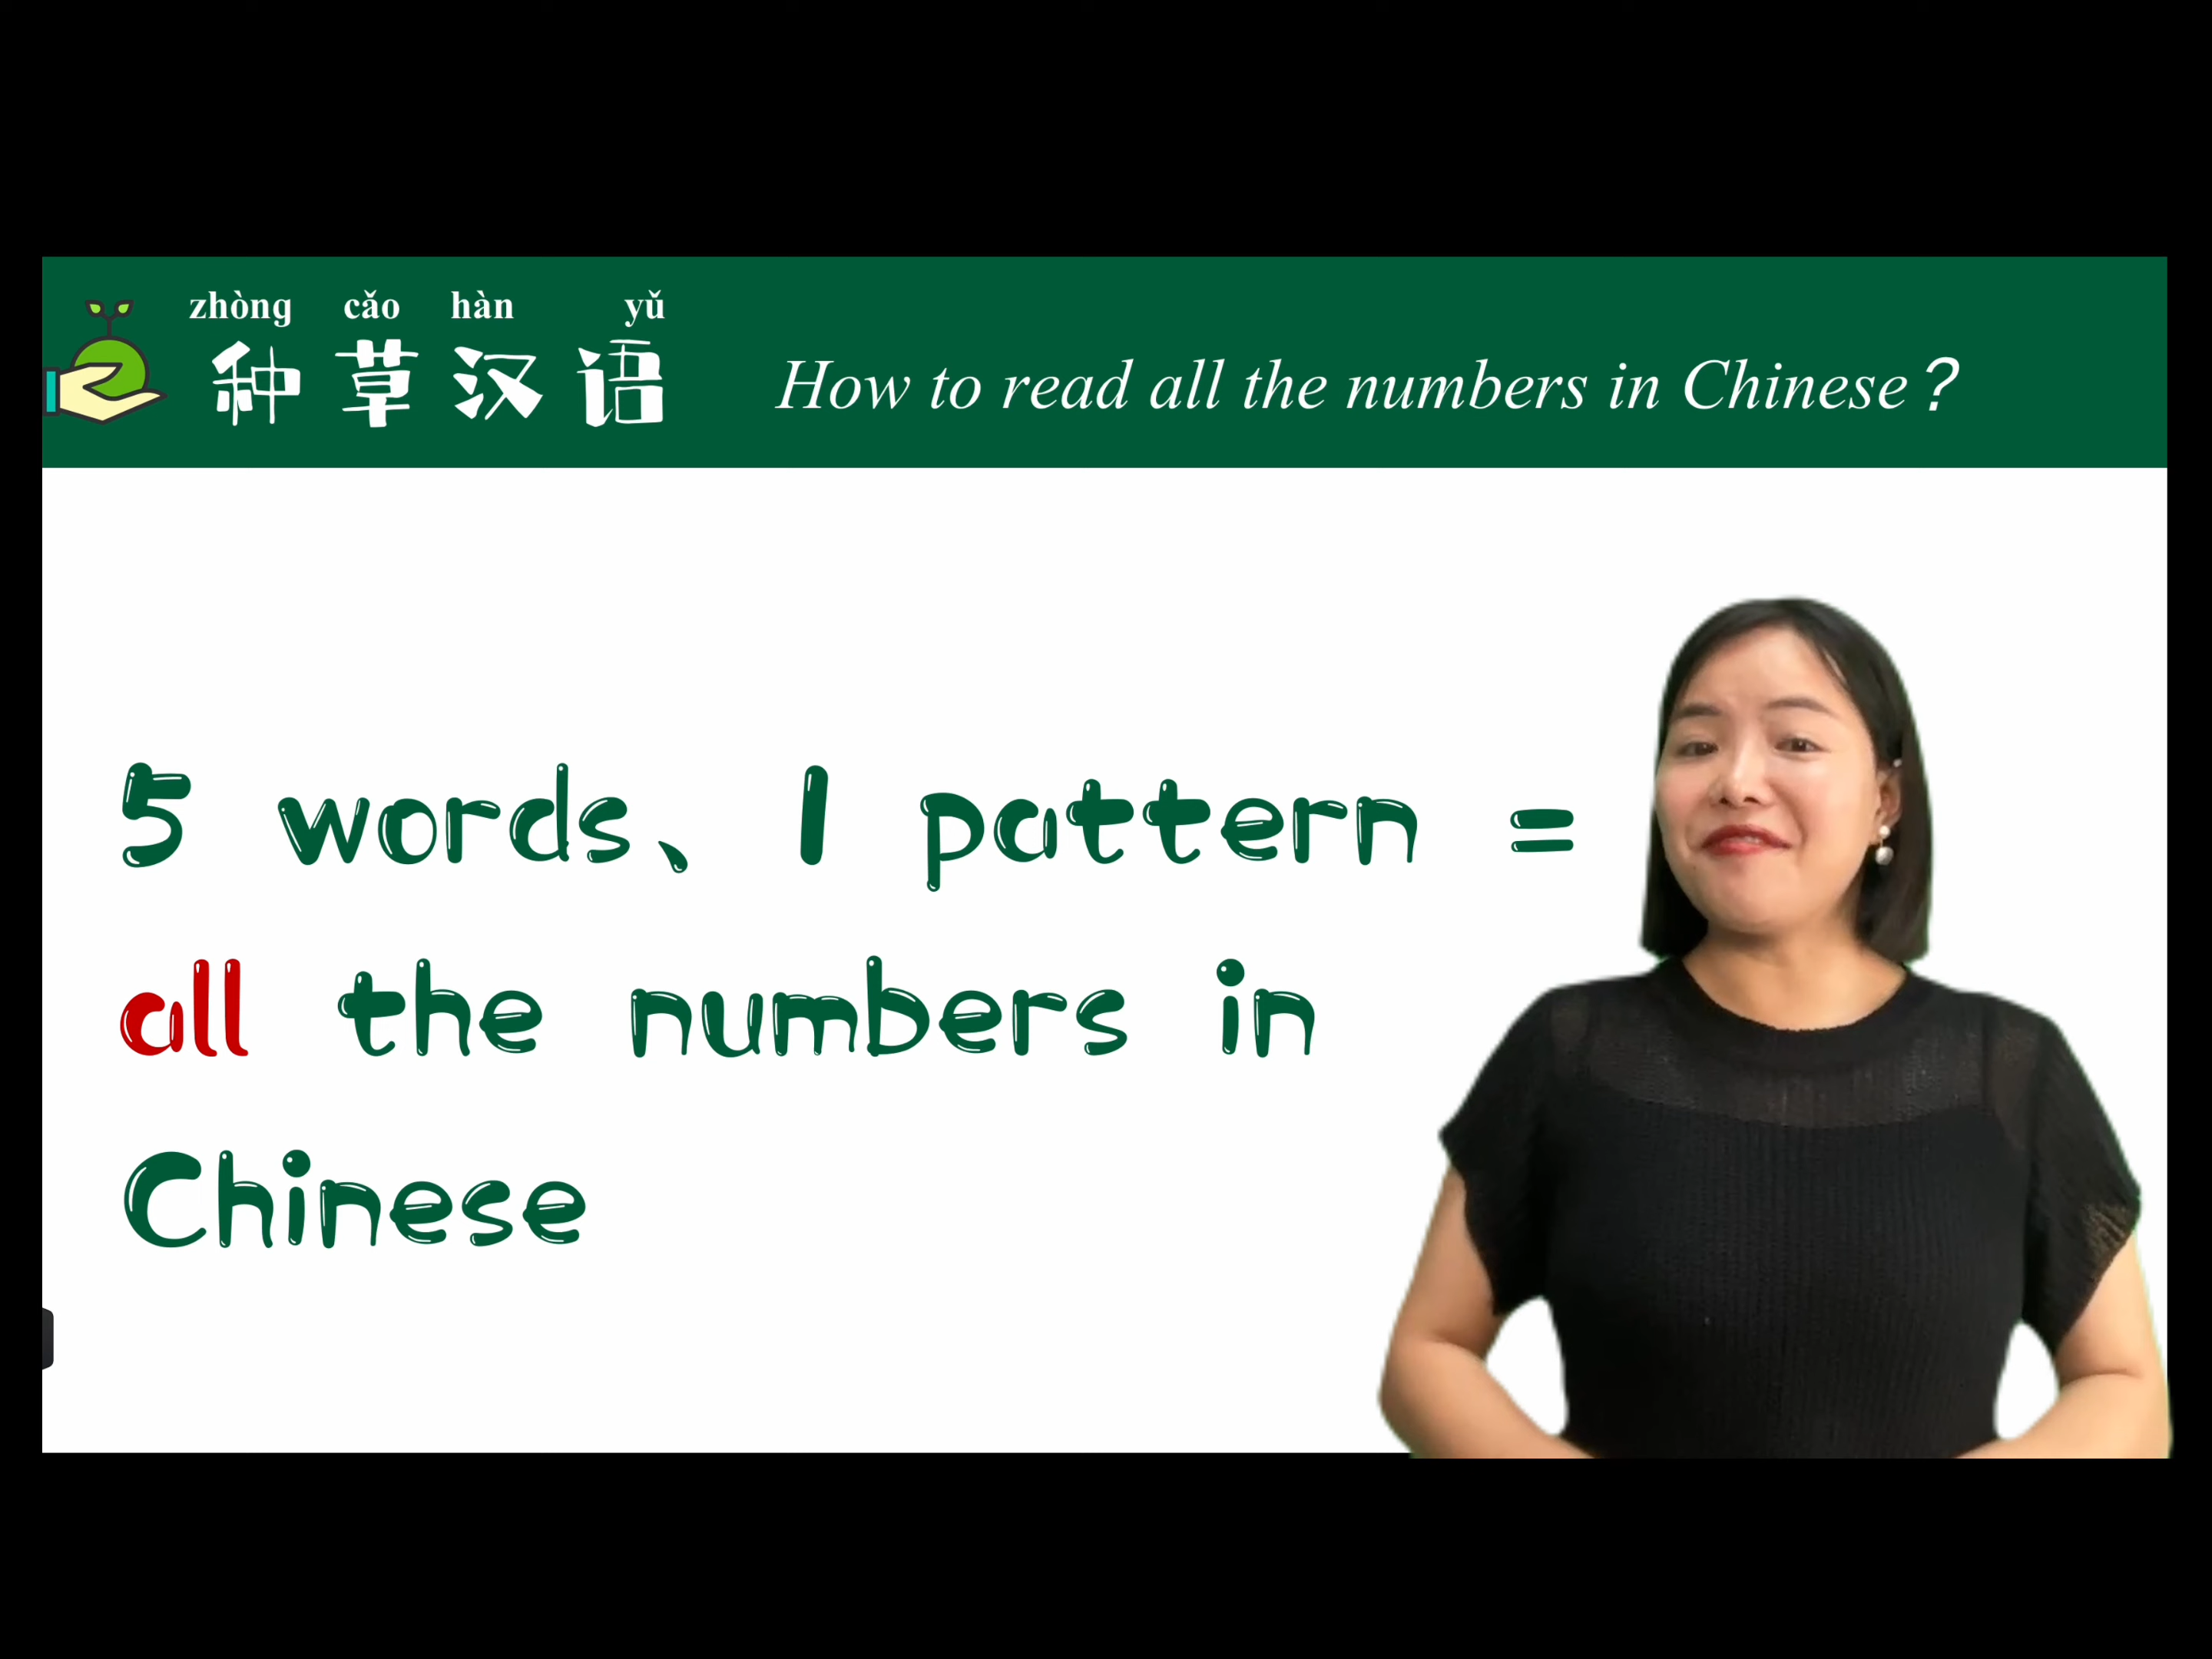 zhòng cǎo hàn yǔ
种草汉语
How to read all the numbers in Chinese？
5 words、1 pattern =
all the numbers in
Chinese